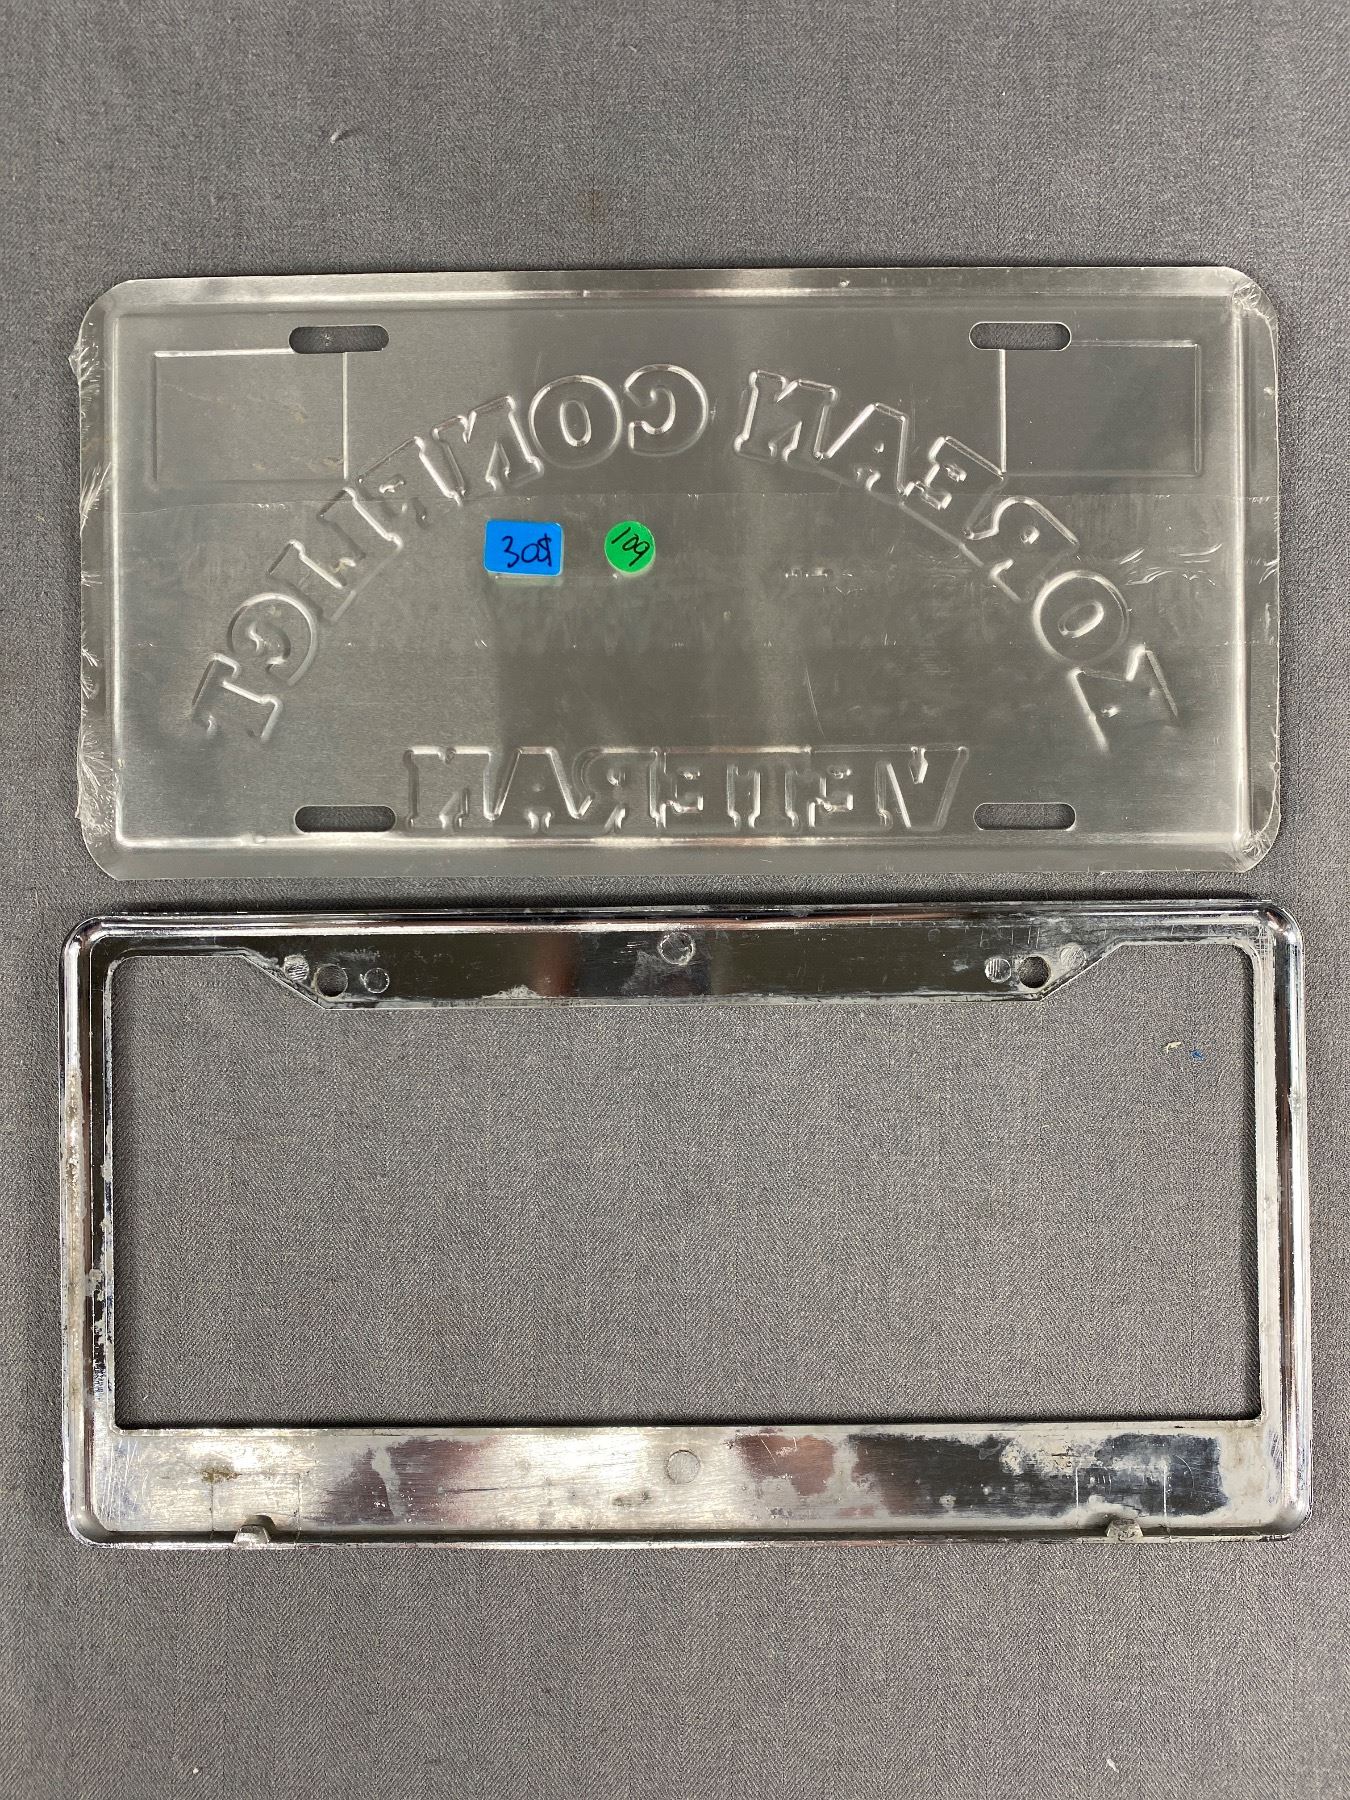 KOREAN CONFLICT
30$
109
VETERAN